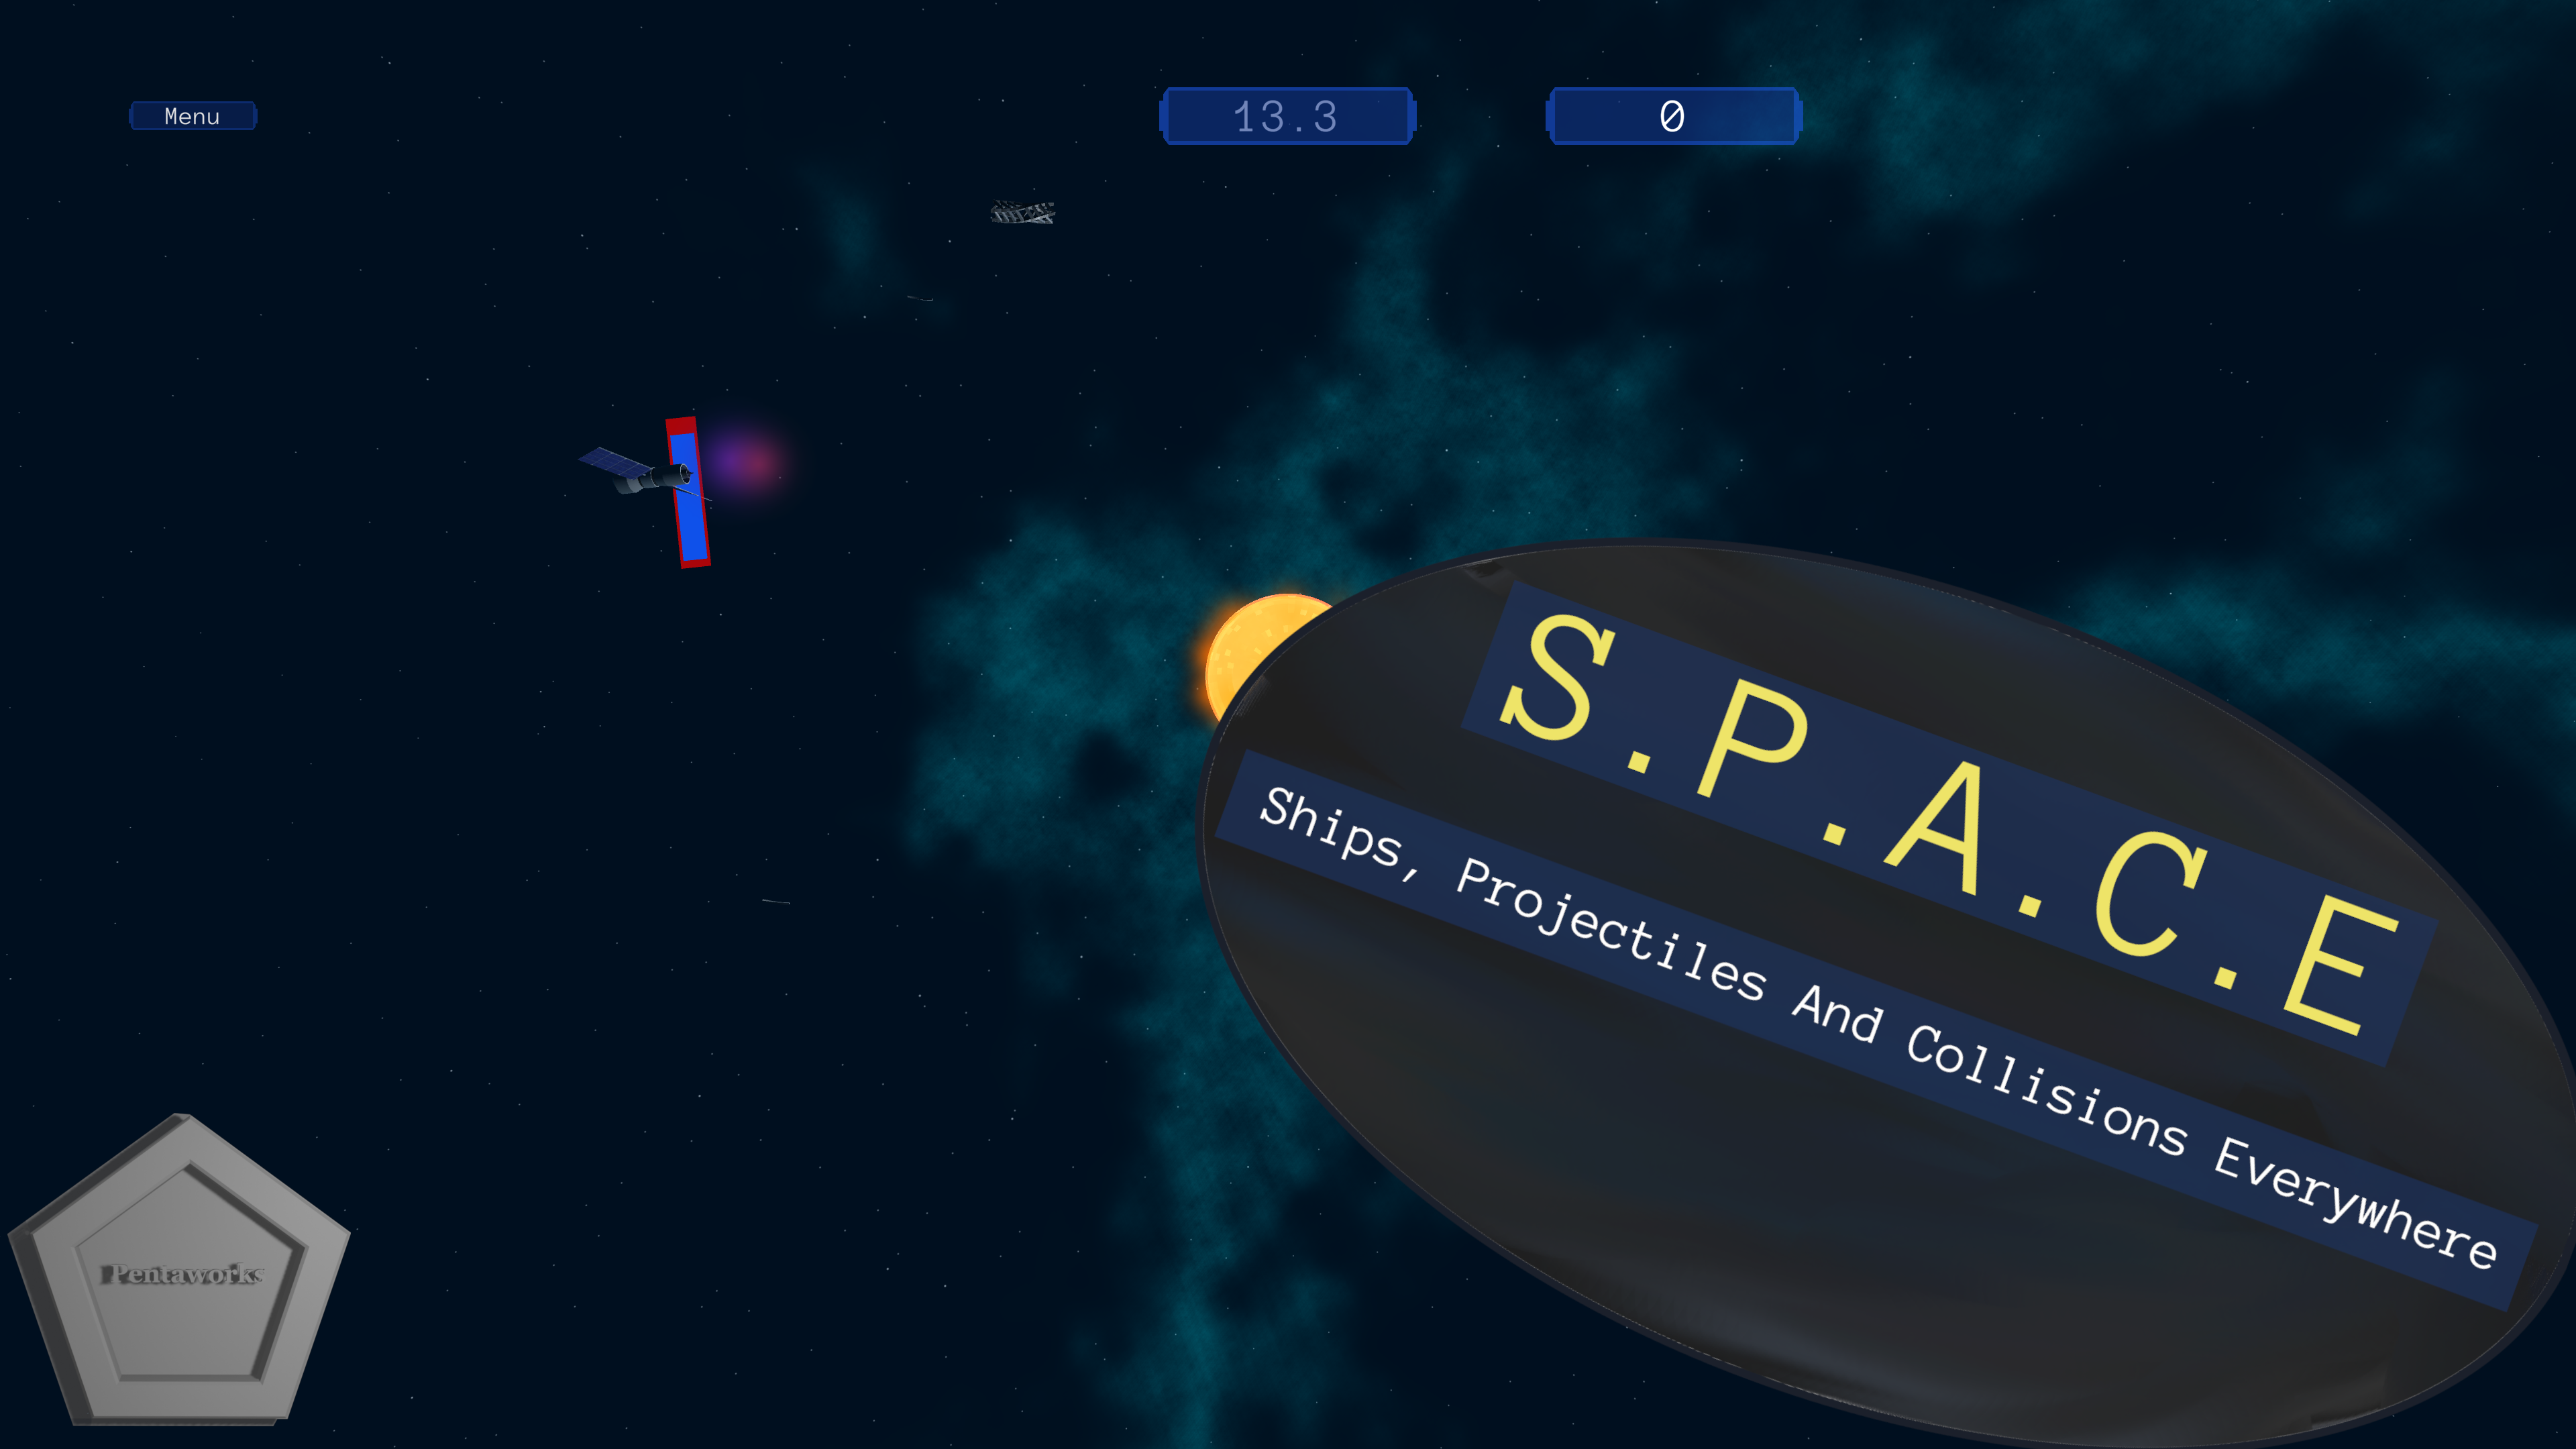 Menu
13.3
0
S.P.A.C.E
Ships, Projectiles And Collisions Everywhere
Pentaworks